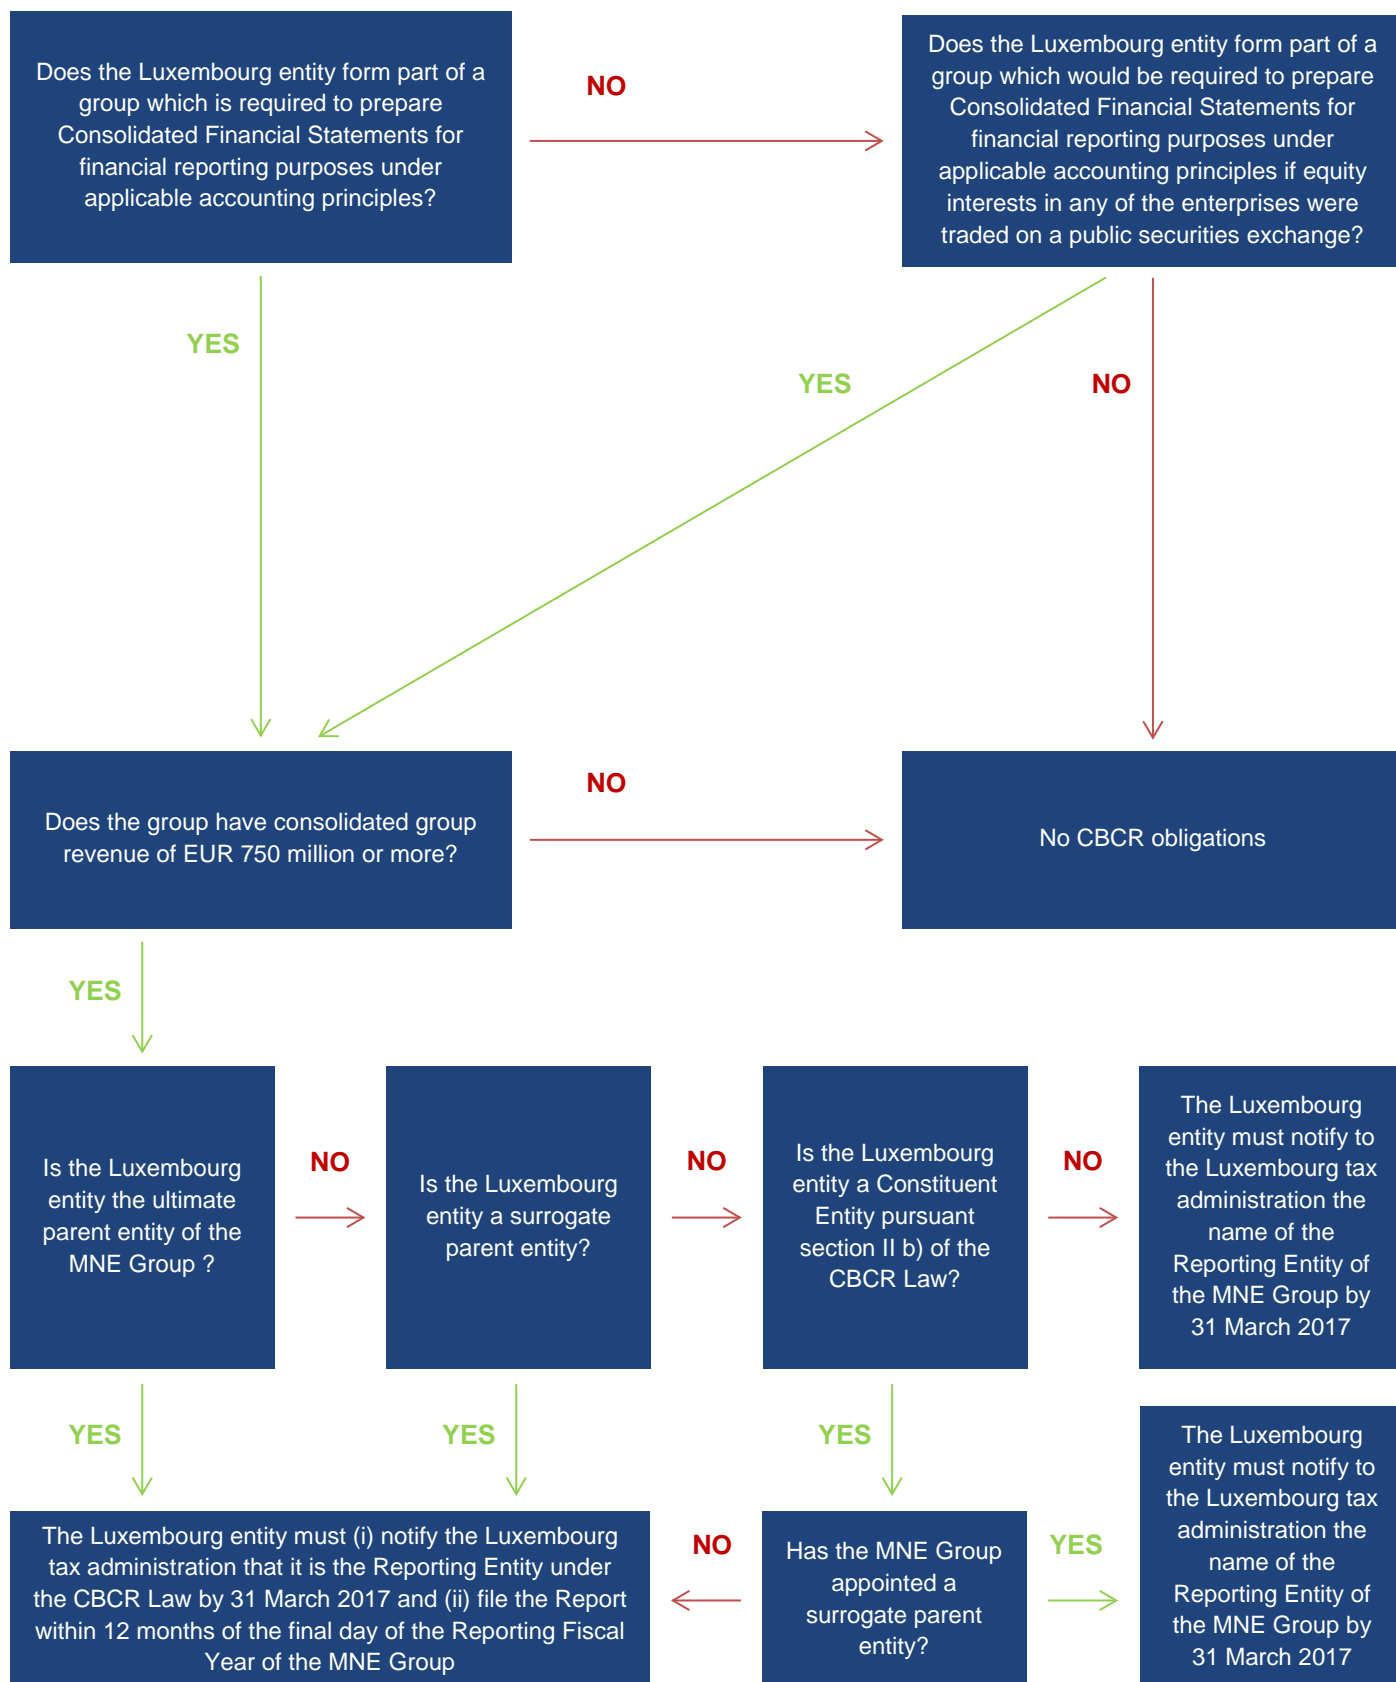 Does the Luxembourg entity form part of a
group which is required to prepare
Consolidated Financial Statements for
financial reporting purposes under
applicable accounting principles?
NO
Does the Luxembourg entity form part of a
group which would be required to prepare
Consolidated Financial Statements for
financial reporting purposes under
applicable accounting principles if equity
interests in any of the enterprises were
traded on a public securities exchange?
YES
YES
NO
Does the group have consolidated group
revenue of EUR 750 million or more?
NO
No CBCR obligations
YES
Is the Luxembourg
entity the ultimate
parent entity of the
MNE Group ?
NO
Is the Luxembourg
entity a surrogate
parent entity?
NO
Is the Luxembourg
entity a Constituent
Entity pursuant
section II b) of the
CBCR Law?
NO
The Luxembourg
entity must notify to
the Luxembourg tax
administration the
name of the
Reporting Entity of
the MNE Group by
31 March 2017
YES
YES
YES
The Luxembourg entity must (i) notify the Luxembourg
tax administration that it is the Reporting Entity under
the CBCR Law by 31 March 2017 and (ii) file the Report
within 12 months of the final day of the Reporting Fiscal
Year of the MNE Group
NO
Has the MNE Group
appointed a
surrogate parent
entity?
YES
The Luxembourg
entity must notify to
the Luxembourg tax
administration the
name of the
Reporting Entity of
the MNE Group by
31 March 2017